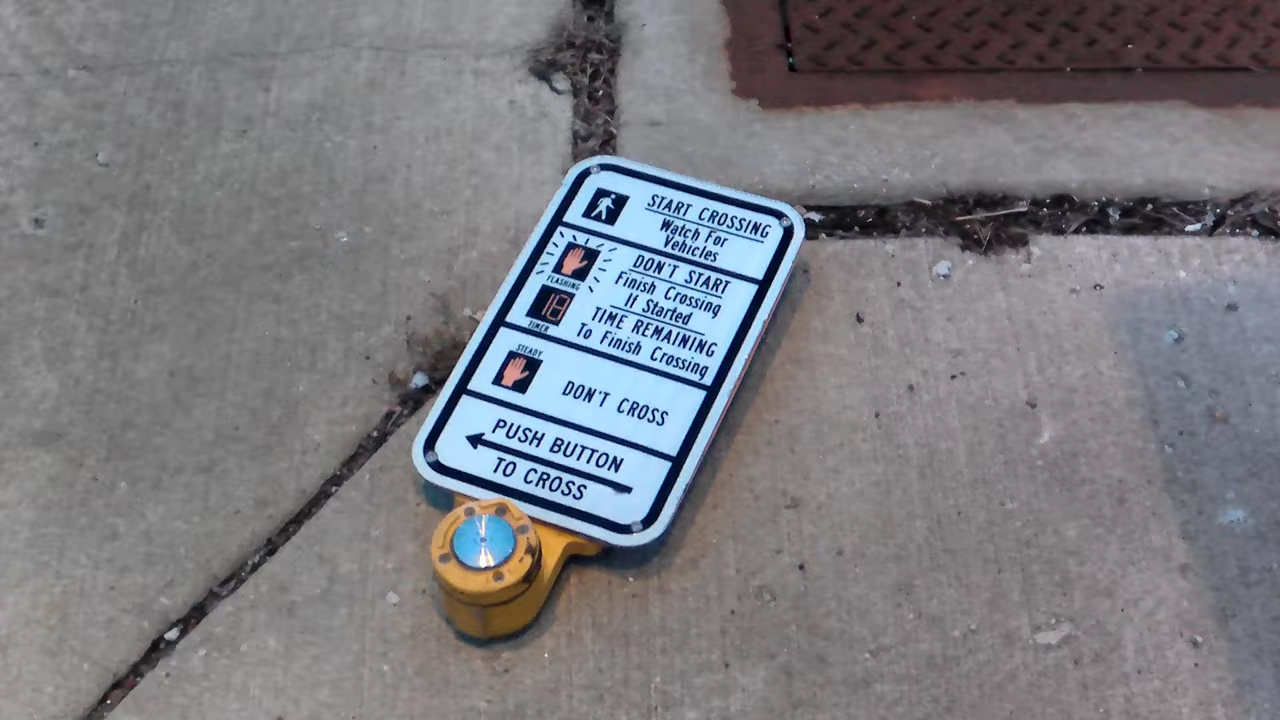 START CROSSING
Watch For
Vehicles
FLASHING
DON'T START
Finish Crossing
If Started
18
TIMER
TIME REMAINING
To Finish Crossing
STEADY
DON'T CROSS
PUSH BUTTON
TO CROSS